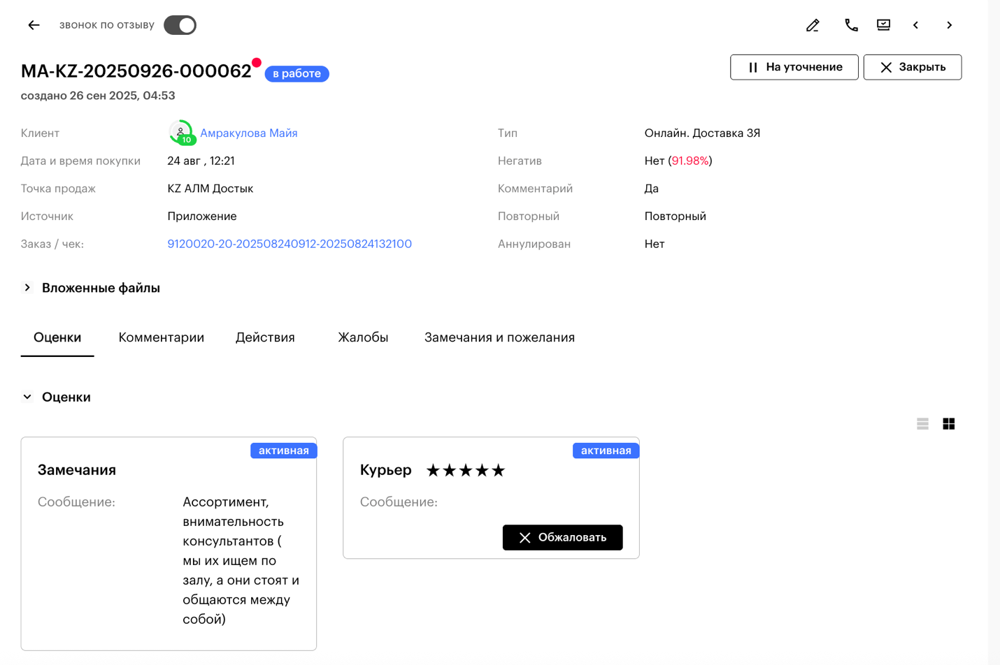 звонок по отзыву
MA-KZ-20250926-000062
в работе
На уточнение
Закрыть
создано 26 сен 2025, 04:53
Клиент
10
Амракулова Майя
Тип
Онлайн. Доставка ЗЯ
Дата и время покупки
24 авг , 12:21
Негатив
Нет (91.98%)
Точка продаж
KZ АЛМ Достык
Комментарий
Да
Источник
Приложение
Повторный
Повторный
Заказ / чек:
9120020-20-202508240912-20250824132100
Аннулирован
Нет
Вложенные файлы
Оценки
Комментарии
Действия
Жалобы
Замечания и пожелания
Оценки
активная
Замечания
Сообщение:
Ассортимент,
внимательность
консультантов (
мы их ищем по
залу, а они стоят и
общаются между
собой)
активная
Курьер ★★★★★
Сообщение:
Обжаловать